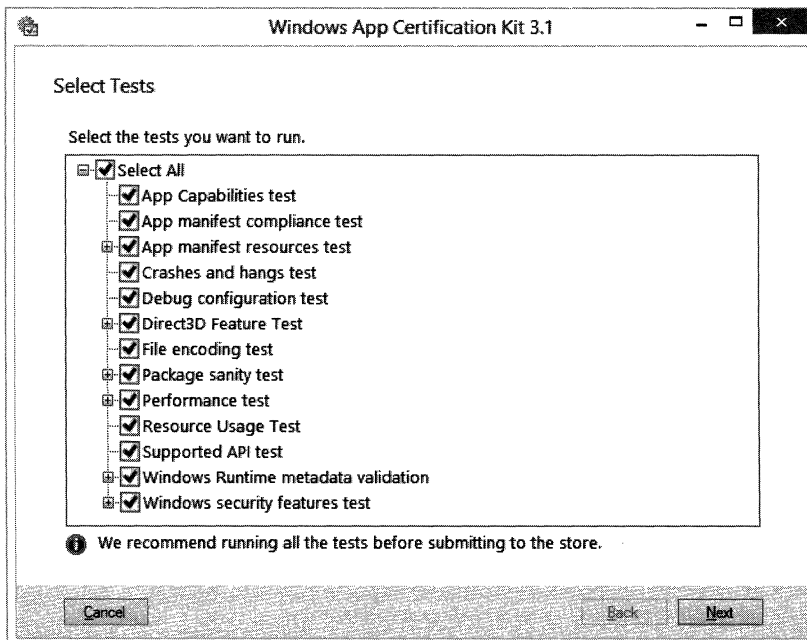 Windows App Certification Kit 3.1
Select Tests
Select the tests you want to run.
Select All
App Capabilities test
App manifest compliance test
App manifest resources test
Crashes and hangs test
Debug configuration test
Direct3D Feature Test
File encoding test
Package sanity test
Performance test
Resource Usage Test
Supported API test
Windows Runtime metadata validation
Windows security features test
We recommend running all the tests before submitting to the store.
Cancel Back Next